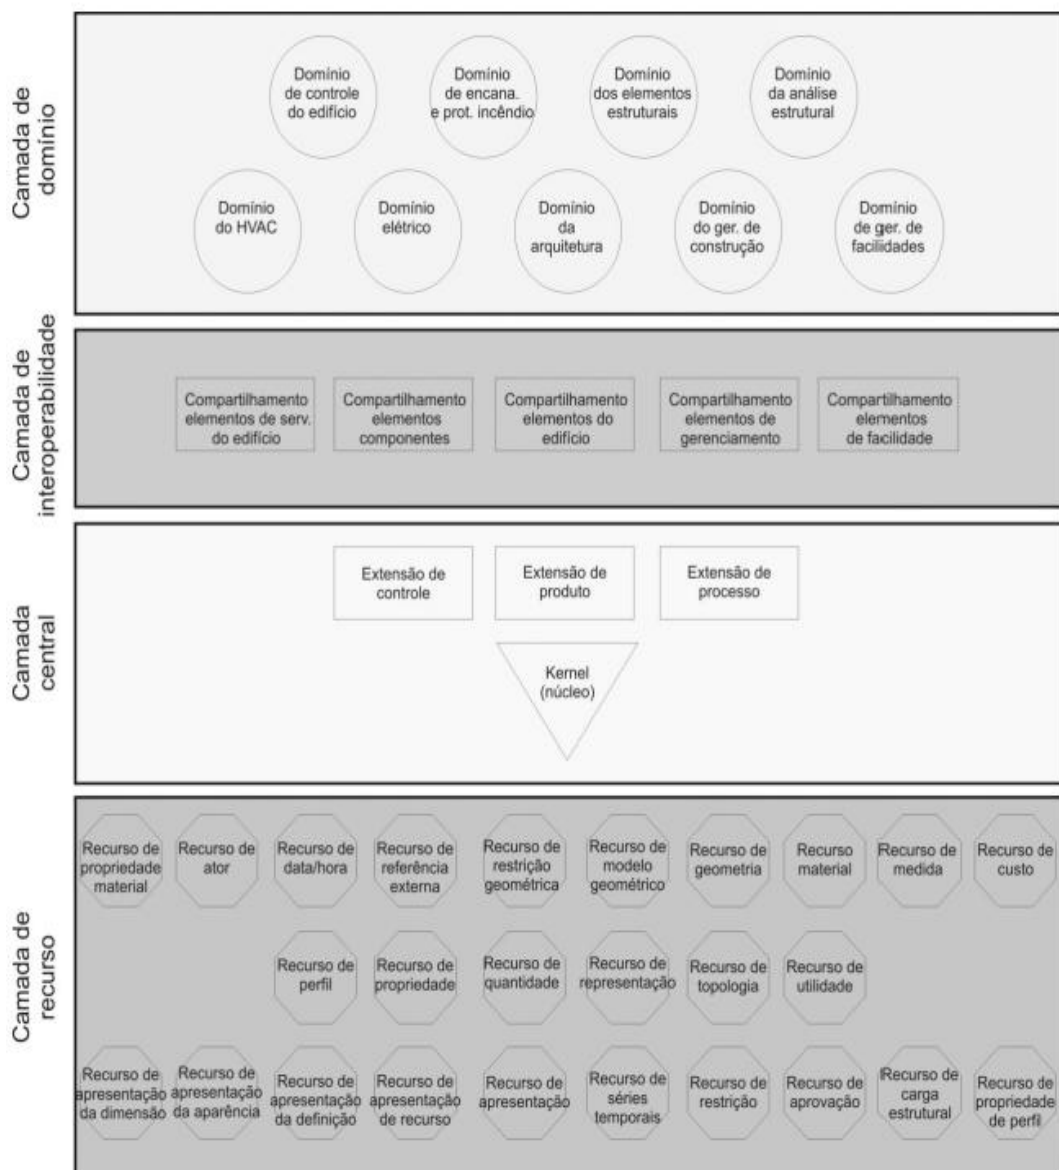 Camada de
domínio
Domínio
de controle
do edifício
Domínio
de encana.
e prot. incêndio
Domínio
dos elementos
estruturais
Domínio
da análise
estrutural
Domínio
do HVAC
Domínio
elétrico
Domínio
da
arquitetura
Domínio
do ger. de
construção
Domínio
de ger. de
facilidades
Camada de
interoperabilidade
Compartilhamento
elementos de serv.
do edifício
Compartilhamento
elementos
componentes
Compartilhamento
elementos do
edifício
Compartilhamento
elementos de
gerenciamento
Compartilhamento
elementos
de facilidade
Camada
central
Extensão de
controle
Extensão de
produto
Extensão de
processo
Kernel
(núcleo)
Camada de
recurso
Recurso de
propriedade
material
Recurso de
ator
Recurso de
data/hora
Recurso de
referência
externa
Recurso de
restrição
geométrica
Recurso de
modelo
geométrico
Recurso de
geometria
Recurso
material
Recurso de
medida
Recurso de
custo
Recurso de
perfil
Recurso de
propriedade
Recurso de
quantidade
Recurso de
representação
Recurso de
topologia
Recurso de
utilidade
Recurso de
apresentação
da dimensão
Recurso de
apresentação
da aparência
Recurso de
apresentação
da definição
Recurso de
apresentação
de recurso
Recurso de
apresentação
Recurso de
séries
temporais
Recurso de
restrição
Recurso de
aprovação
Recurso de
carga
estrutural
Recurso de
propriedade
de perfil